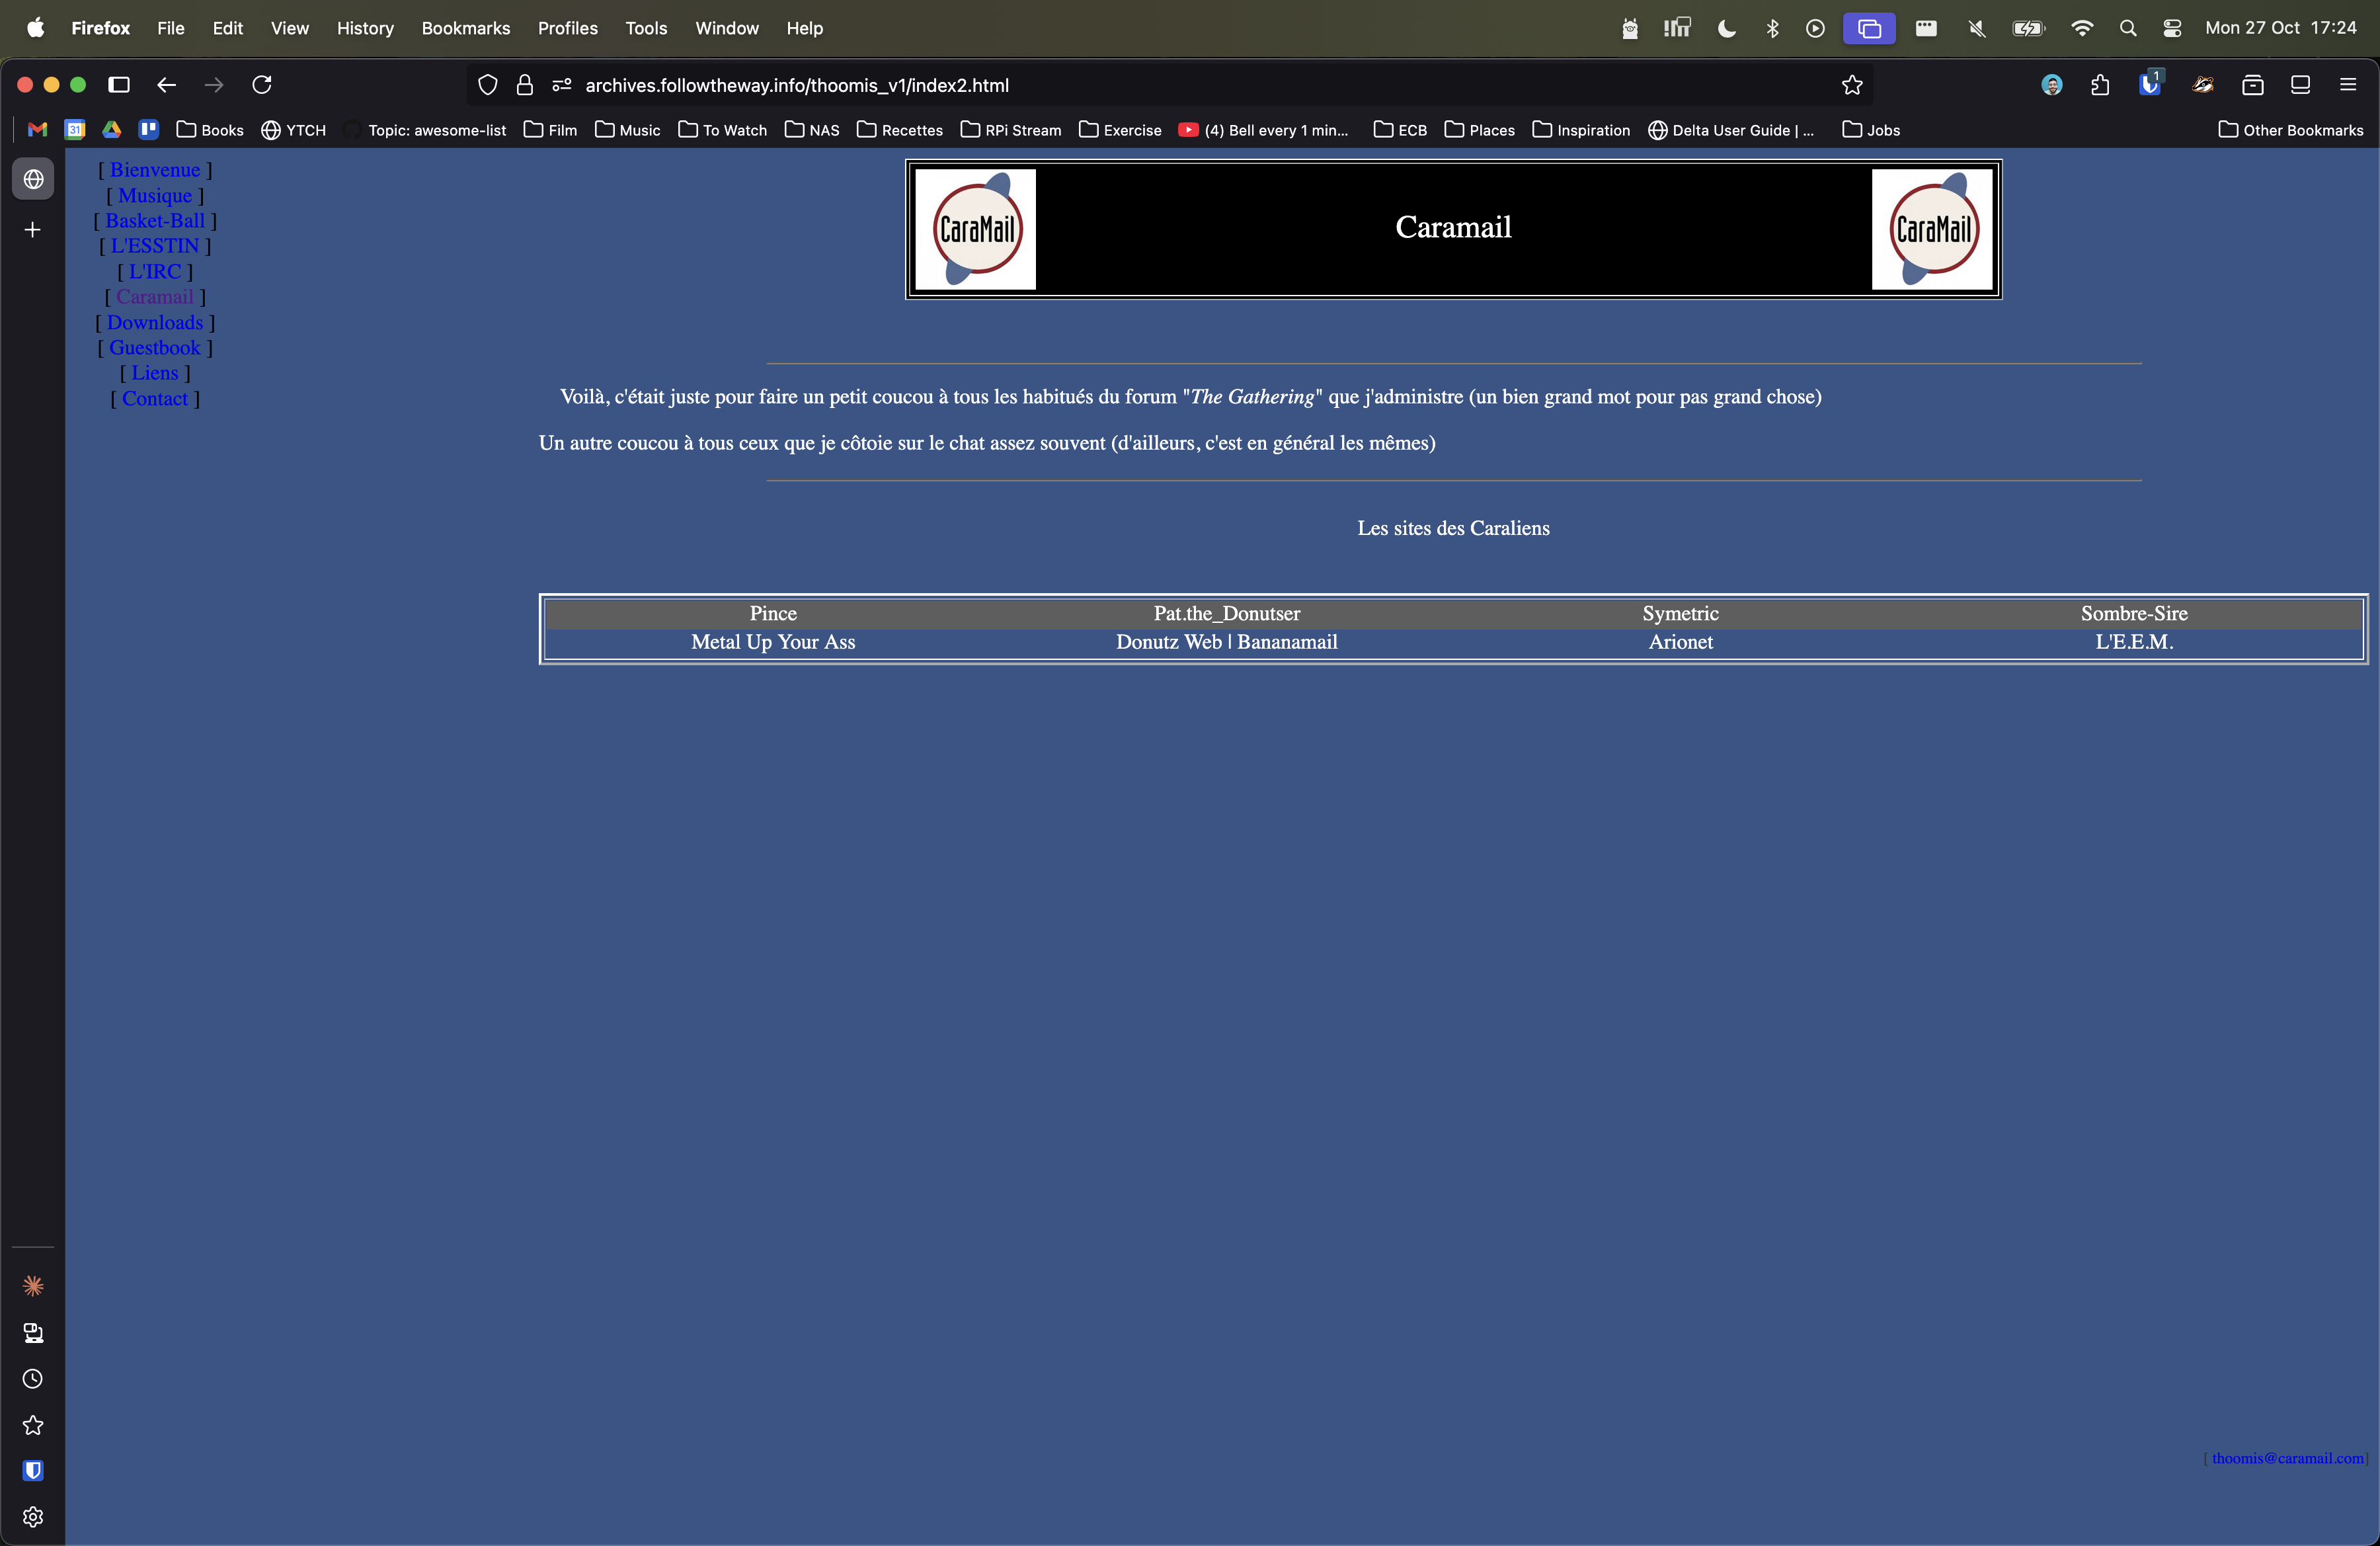 Firefox File Edit View History Bookmarks Profiles Tools Window Help Mon 27 Oct 17:24
archives.followtheway.info/thoomis_v1/index2.html 1
31 Books YTCH Topic: awesome-list Film Music To Watch NAS Recettes RPi Stream Exercise (4) Bell every 1 min... ECB Places Inspiration Delta User Guide | ... Jobs Other Bookmarks
[ Bienvenue ]
[ Musique ]
[ Basket-Ball ]
[ L'ESSTIN ]
[ L'IRC ]
[ Caramail ]
[ Downloads ]
[ Guestbook ]
[ Liens ]
[ Contact ]
CaraMail Caramail CaraMail
Voilà, c'était juste pour faire un petit coucou à tous les habitués du forum "The Gathering" que j'administre (un bien grand mot pour pas grand chose)
Un autre coucou à tous ceux que je côtoie sur le chat assez souvent (d'ailleurs, c'est en général les mêmes)
Les sites des Caraliens
Pince Pat.the_Donutser Symetric Sombre-Sire
Metal Up Your Ass Donutz Web | Bananamail Arionet L'E.E.M.
[ thoomis@caramail.com]